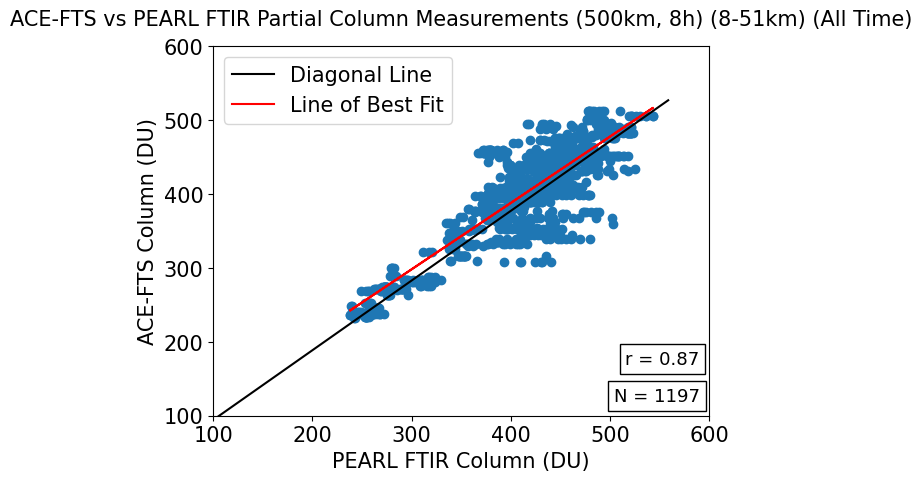 ACE-FTS vs PEARL FTIR Partial Column Measurements (500km, 8h) (8-51km) (All Time)
600
Diagonal Line
Line of Best Fit
500
400
300
200
100
ACE-FTS Column (DU)
r = 0.87
N = 1197
100 200 300 400 500 600
PEARL FTIR Column (DU)